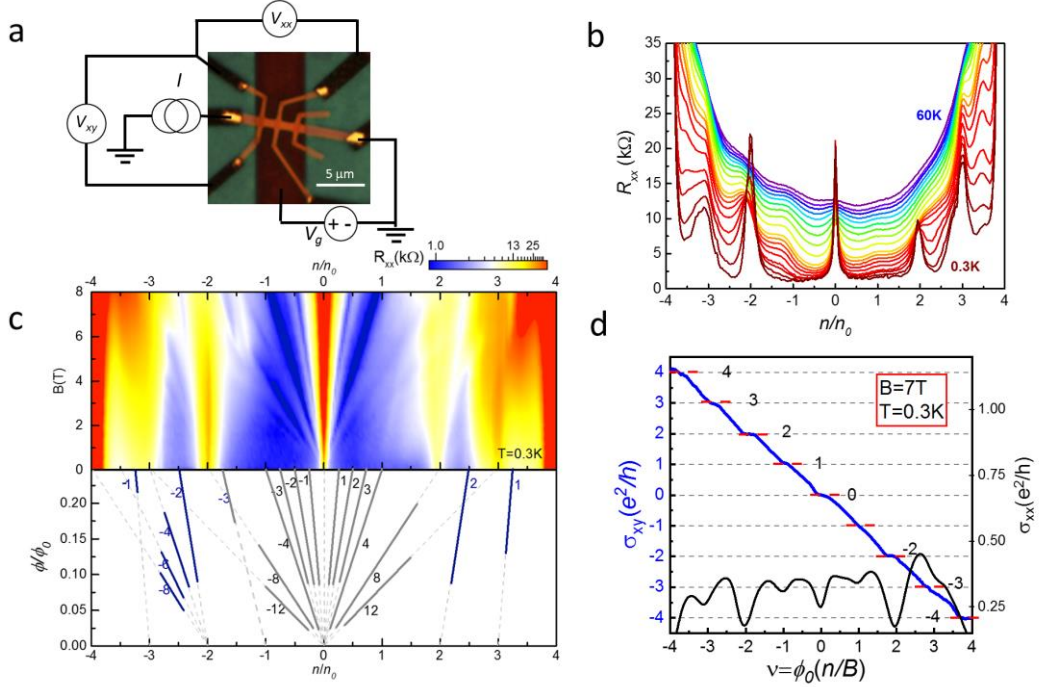 a
V_xx
I
V_xy
5 μm
V_g
+ -
b
35
30
25
20
15
10
5
0
R_xx (kΩ)
60K
0.3K
-4 -3 -2 -1 0 1 2 3 4
n/n_0
R_xx(kΩ)
1.0 13 25
n/n_0
c
-4 -3 -2 -1 0 1 2 3 4
8
6
4
2
0
B(T)
T=0.3K
-1 -2 -3 -3 -2 -1 1 2 3 2 1
-4 -4 4
-6 -8 8
-8 -12 12
0.20
0.15
0.10
0.05
0.00
ϕ/ϕ_0
-4 -3 -2 -1 0 1 2 3 4
n/n_0
d
4
3
2
1
0
-1
-2
-3
-4
σ_xy(e²/h)
4
3
2
1
0
-2
-3
-4
B=7T
T=0.3K
1.00
0.75
0.50
0.25
σ_xx(e²/h)
-4 -3 -2 -1 0 1 2 3 4
ν=ϕ_0(n/B)